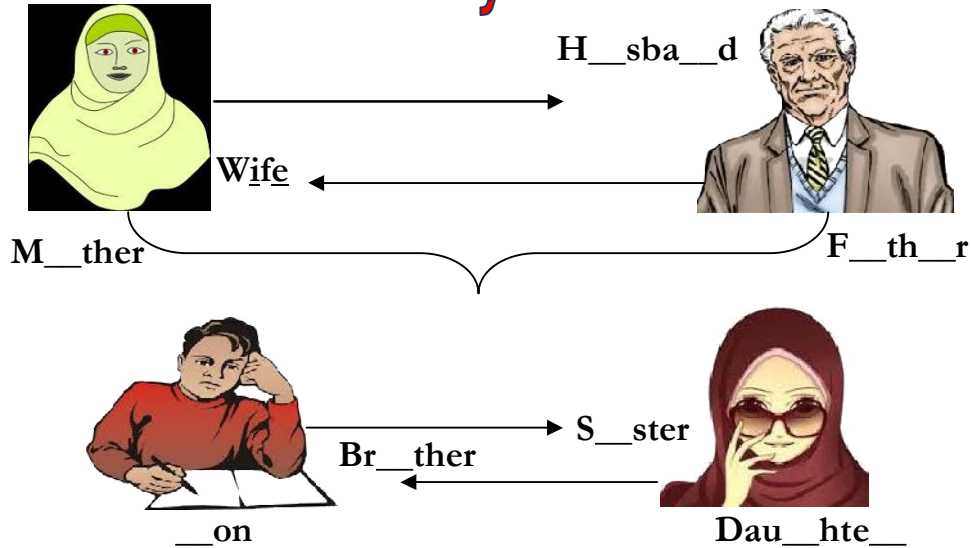 H__sba__d
Wife
M__ther
F__th__r
S__ster
Br__ther
__on
Dau__hte__